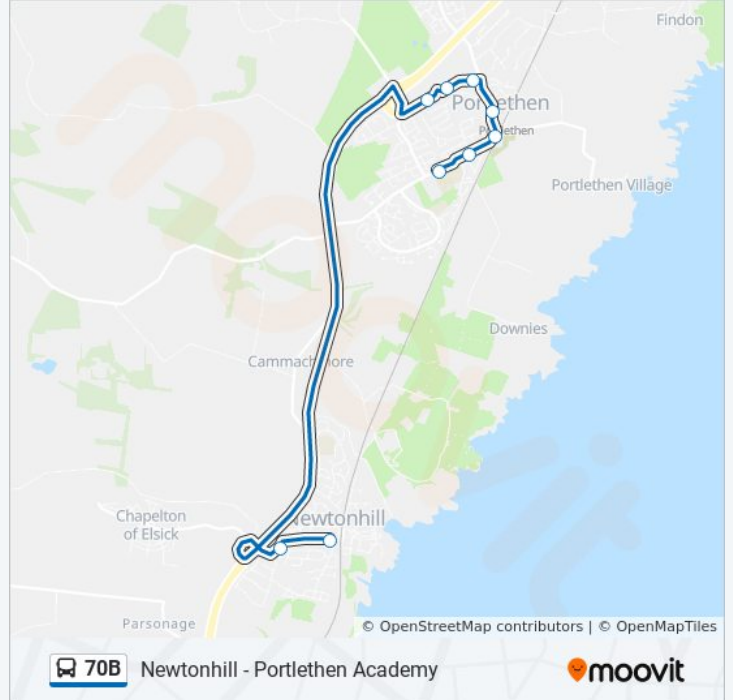 Findon
Portlethen
Portlethen
Portlethen Village
Downies
Cammachmore
Newtonhill
Chapelton
of Elsick
Parsonage
© OpenStreetMap contributors | © OpenMapTiles
70B Newtonhill - Portlethen Academy
moovit